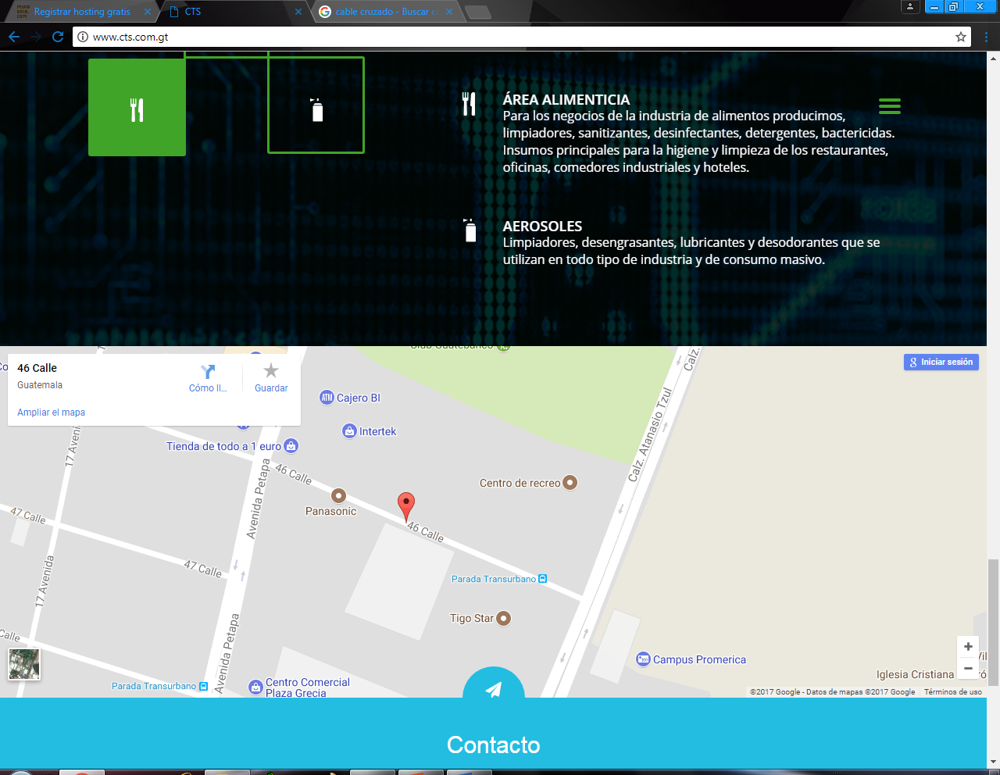 Registrar hosting gratis
CTS
cable cruzado - Buscar c
www.cts.com.gt
ÁREA ALIMENTICIA
Para los negocios de la industria de alimentos producimos,
limpiadores, sanitizantes, desinfectantes, detergentes, bactericidas.
Insumos principales para la higiene y limpieza de los restaurantes,
oficinas, comedores industriales y hoteles.
AEROSOLES
Limpiadores, desengrasantes, lubricantes y desodorantes que se
utilizan en todo tipo de industria y de consumo masivo.
Club Guatebanco
Co
46 Calle
Guatemala
Cómo ll...
Guardar
Ampliar el mapa
Iniciar sesión
Calz.
ATM Cajero BI
Intertek
Tienda de todo a 1 euro
17 Avenida
46 Calle
Calz. Atanasio Tzul
Avenida Petapa
Centro de recreo
Panasonic
47 Calle
46 Calle
47 Calle
17 Avenida
Parada Transurbano
Tigo Star
Avenida Petapa
Calle
Campus Promerica
Vil
Iglesia Cristiana
ró
Parada Transurbano
Centro Comercial
Plaza Grecia
©2017 Google - Datos de mapas ©2017 Google
Términos de uso
Contacto